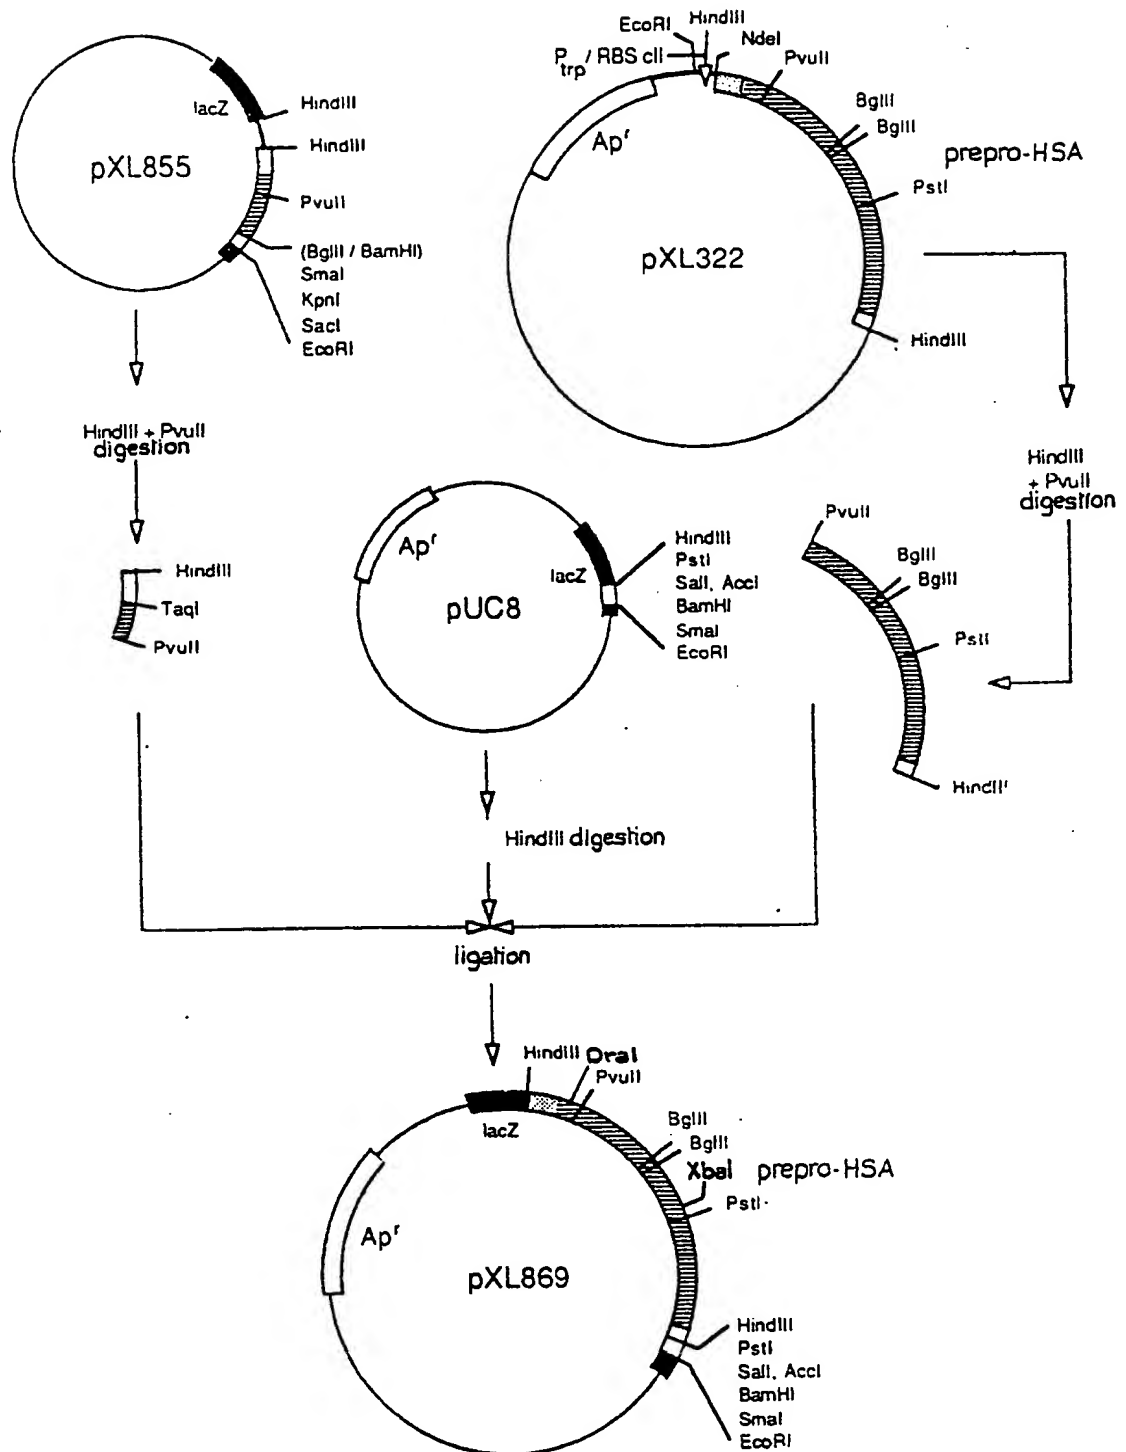 lacZ
HindIII
HindIII
pXL855
PvuII
(BglII / BamHI)
SmaI
KpnI
SacI
EcoRI
EcoRI
HindIII
NdeI
P trp / RBS cII
PvuII
Apʳ
BglII
BglII
prepro-HSA
PstI
pXL322
HindIII
HindIII + PvuII
digestion
HindIII
TaqI
PvuII
Apʳ
lacZ
pUC8
HindIII
PstI
SalI, AccI
BamHI
SmaI
EcoRI
HindIII
+ PvuII
digestion
PvuII
BglII
BglII
PstI
HindIII
HindIII digestion
ligation
HindIII DraI
PvuII
lacZ
BglII
BglII
XbaI prepro-HSA
PstI
Apʳ
pXL869
HindIII
PstI
SalI, AccI
BamHI
SmaI
EcoRI